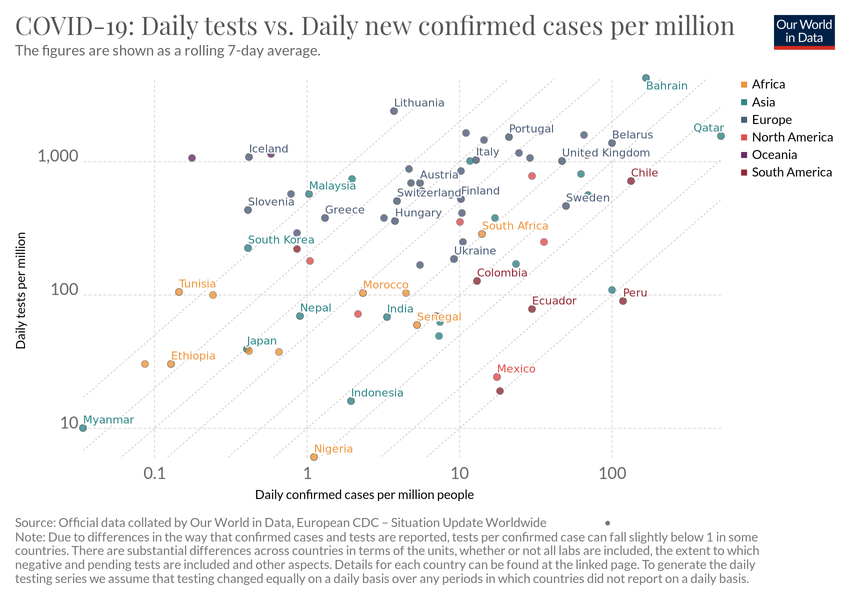 COVID-19: Daily tests vs. Daily new confirmed cases per million
The figures are shown as a rolling 7-day average.
Our World
in Data
Lithuania
Bahrain
Africa
Asia
Europe
North America
Oceania
South America
Iceland
Portugal
Belarus
Qatar
1,000
Italy
United Kingdom
Malaysia
Austria
Chile
Slovenia
Switzerland
Finland
Greece
Hungary
Sweden
South Korea
South Africa
Ukraine
Colombia
Tunisia
Morocco
100
Ecuador
Peru
Nepal
India
Senegal
Japan
Ethiopia
Mexico
Indonesia
Myanmar
10
Nigeria
Daily tests per million
0.1
1
10
100
Daily confirmed cases per million people
Source: Official data collated by Our World in Data, European CDC – Situation Update Worldwide
Note: Due to differences in the way that confirmed cases and tests are reported, tests per confirmed case can fall slightly below 1 in some
countries. There are substantial differences across countries in terms of the units, whether or not all labs are included, the extent to which
negative and pending tests are included and other aspects. Details for each country can be found at the linked page. To generate the daily
testing series we assume that testing changed equally on a daily basis over any periods in which countries did not report on a daily basis.